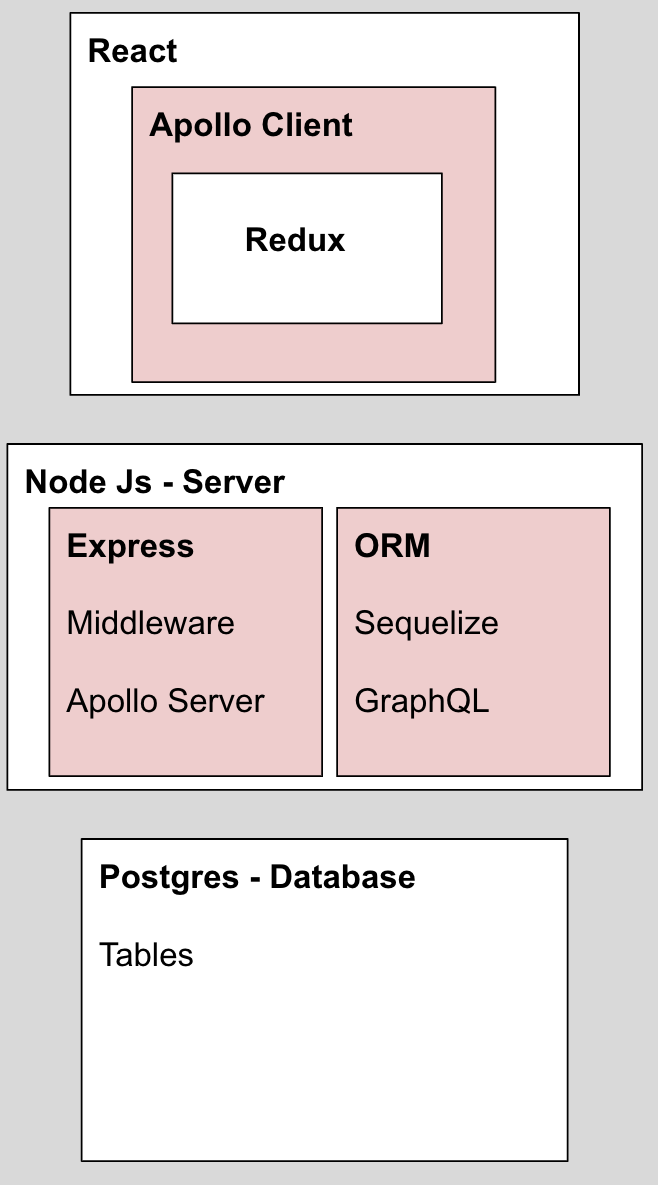 React
Apollo Client
Redux
Node Js - Server
Express
Middleware
Apollo Server
ORM
Sequelize
GraphQL
Postgres - Database
Tables